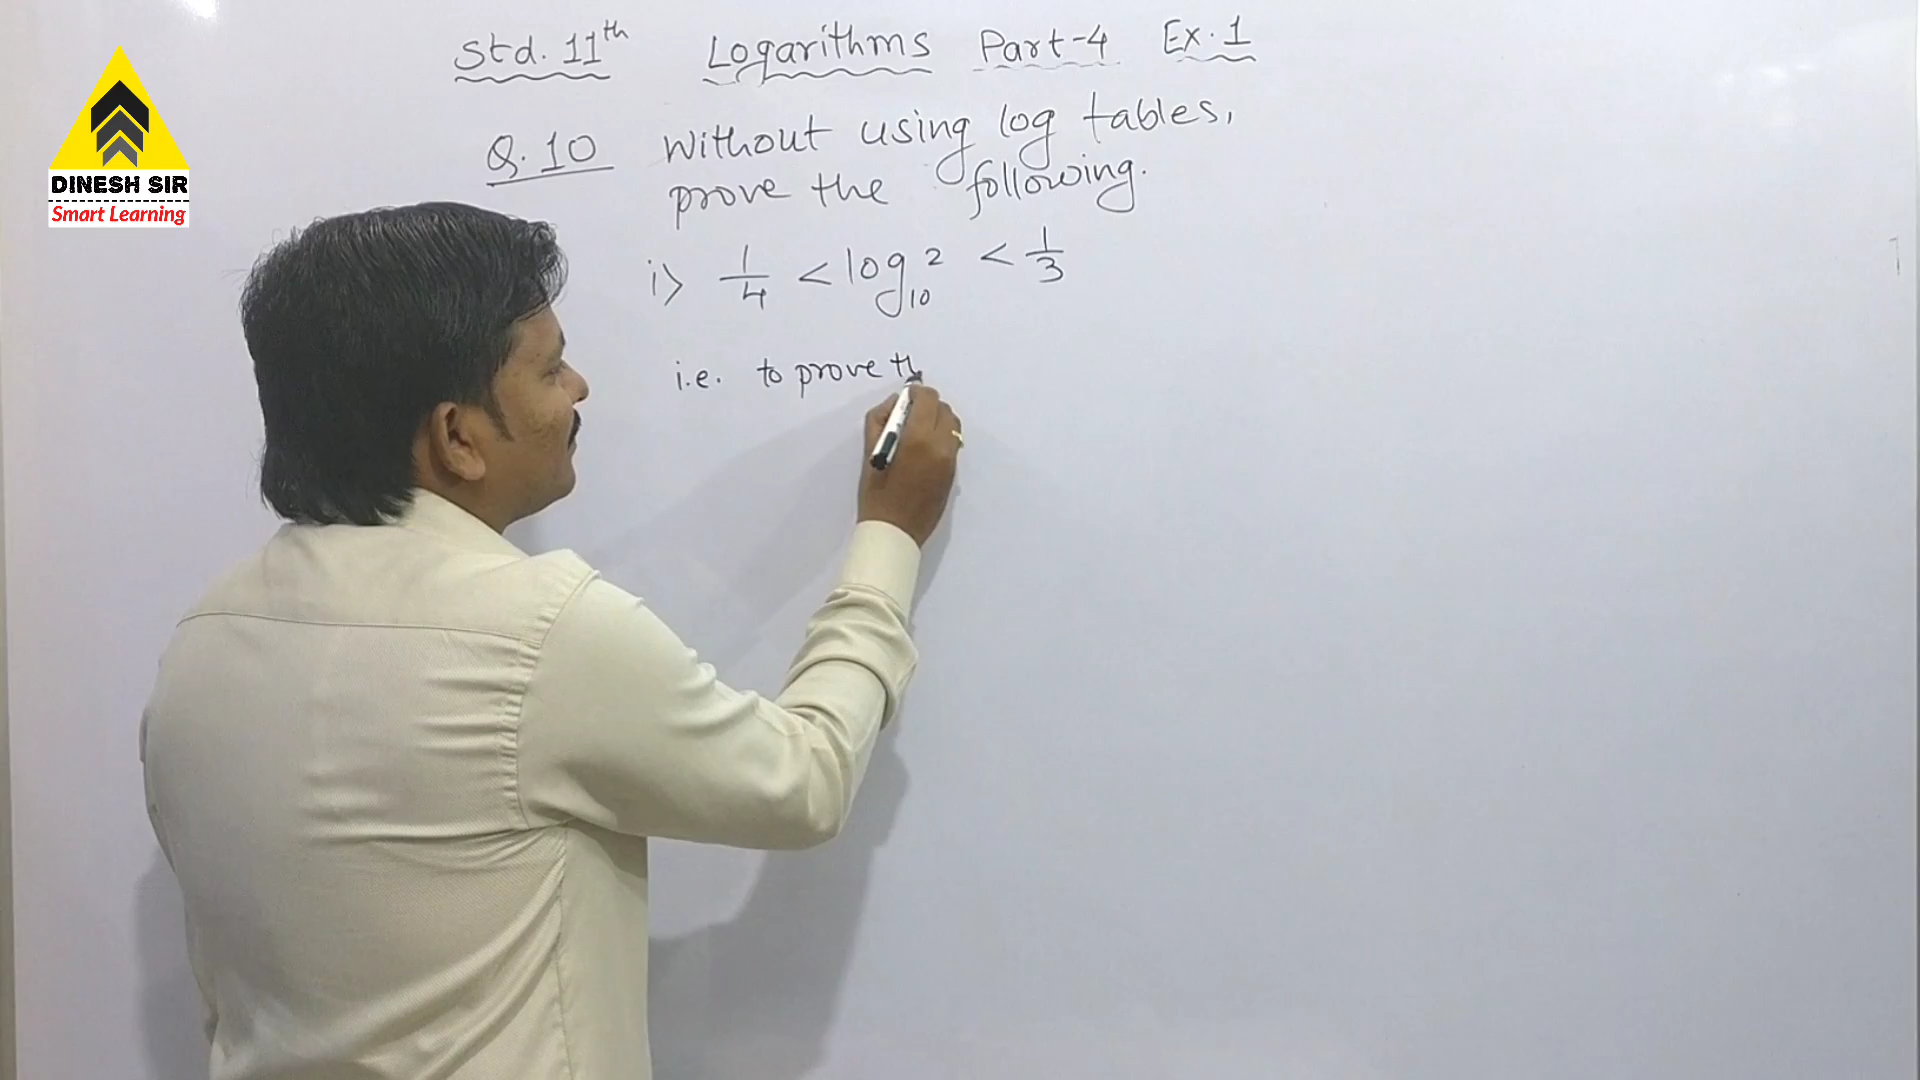 Std. 11th Logarithms Part-4 Ex. 1
DINESH SIR
Smart Learning
Q. 10 Without using log tables,
prove the following.
i> 1/4 < log₁₀ 2 < 1/3
i.e. to prove th